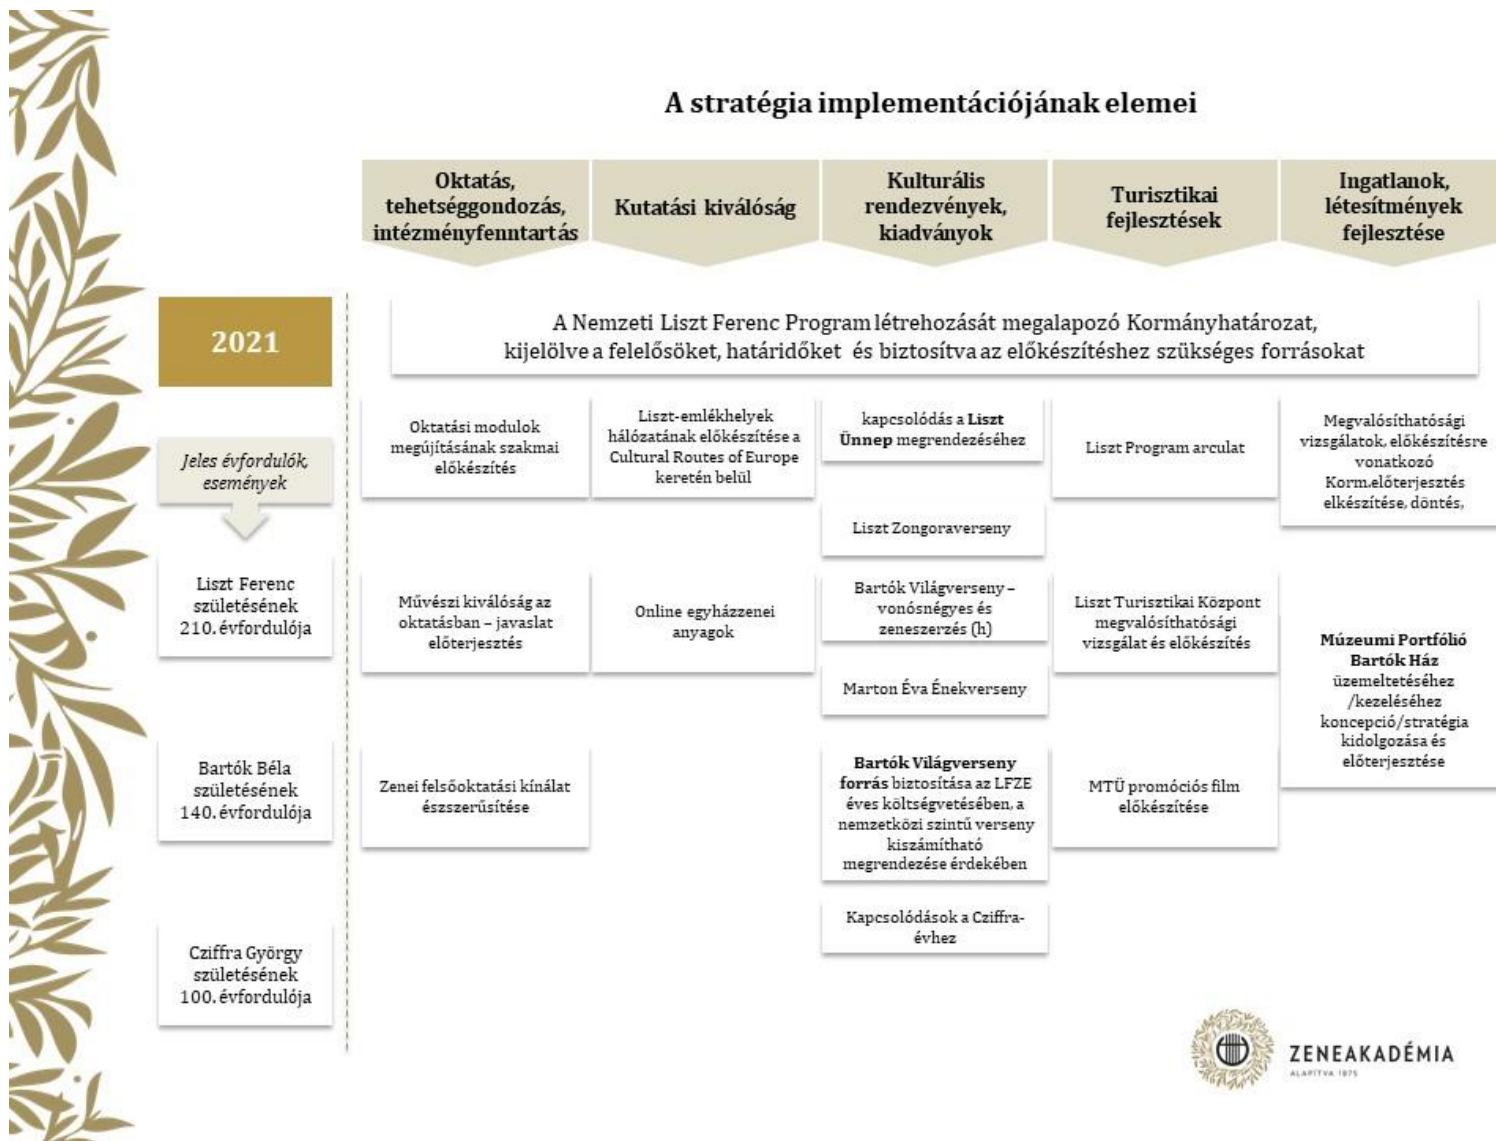 A stratégia implementációjának elemei
Oktatás,
tehetséggondozás,
intézményfenntartás
Kutatási kiválóság
Kulturális
rendezvények,
kiadványok
Turisztikai
fejlesztések
Ingatlanok,
létesítmények
fejlesztése
2021
A Nemzeti Liszt Ferenc Program létrehozását megalapozó Kormányhatározat,
kijelölve a felelősöket, határidőket és biztosítva az előkészítéshez szükséges forrásokat
Jeles évfordulók,
események
Liszt Ferenc
születésének
210. évfordulója
Bartók Béla
születésének
140. évfordulója
Cziffra György
születésének
100. évfordulója
Oktatási modulok
megújításának szakmai
előkészítés
Művészi kiválóság az
oktatásban – javaslat
előterjesztés
Zenei felsőoktatási kínálat
észszerűsítése
Liszt-emlékhelyek
hálózatának előkészítése a
Cultural Routes of Europe
keretén belül
Online egyházzenei
anyagok
kapcsolódás a Liszt
Ünnep megrendezéséhez
Liszt Zongoraverseny
Bartók Világverseny –
vonósnégyes és
zeneszerzés (h)
Marton Éva Énekverseny
Bartók Világverseny
forrás biztosítása az LFZE
éves költségvetésében, a
nemzetközi szintű verseny
kiszámítható
megrendezése érdekében
Kapcsolódások a Cziffra-
évhez
Liszt Program arculat
Liszt Turisztikai Központ
megvalósíthatósági
vizsgálat és előkészítés
MTÜ promóciós film
előkészítése
Megvalósíthatósági
vizsgálatok, előkészítésre
vonatkozó
Korm.előterjesztés
elkészítése, döntés,
Múzeumi Portfólió
Bartók Ház
üzemeltetéséhez
/kezeléséhez
koncepció/stratégia
kidolgozása és
előterjesztése
ZENEAKADÉMIA
ALAPÍTVA 1875